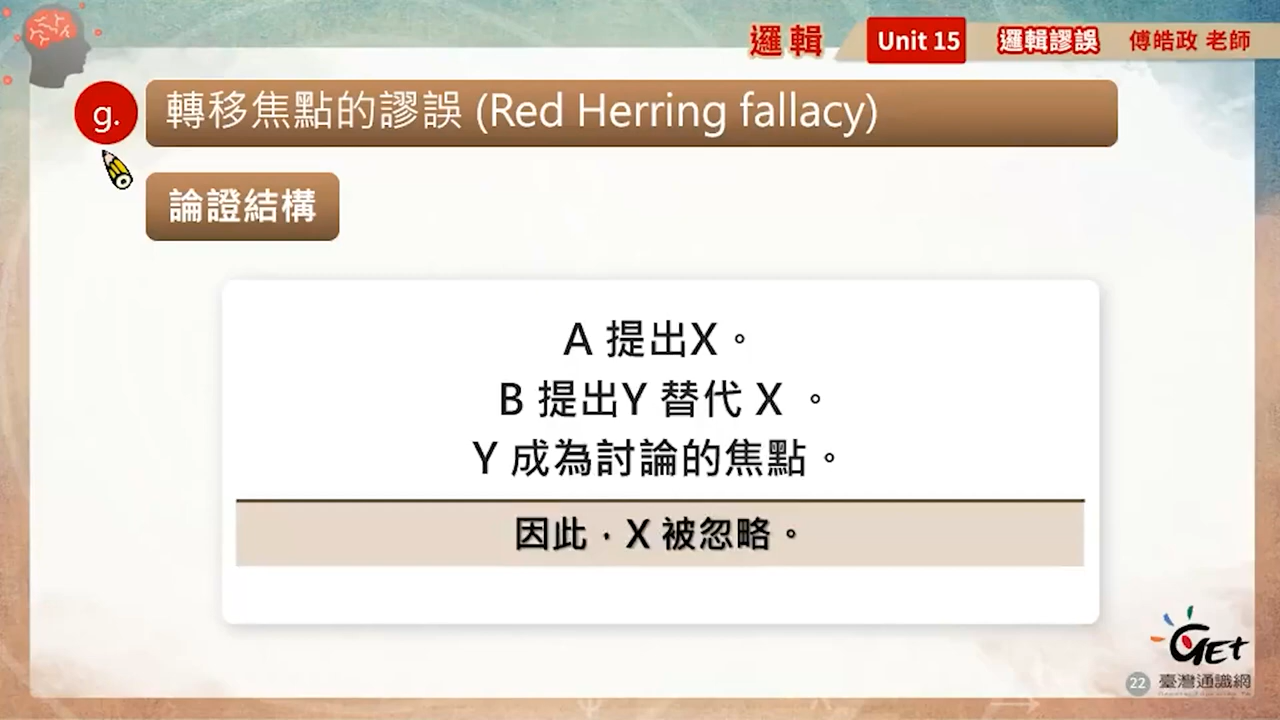 邏輯 Unit 15 邏輯謬誤 傅皓政 老師
g. 轉移焦點的謬誤 (Red Herring fallacy)
論證結構
A 提出X。
B 提出Y 替代 X 。
Y 成為討論的焦點。
因此，X 被忽略。
GET
22 臺灣通識網